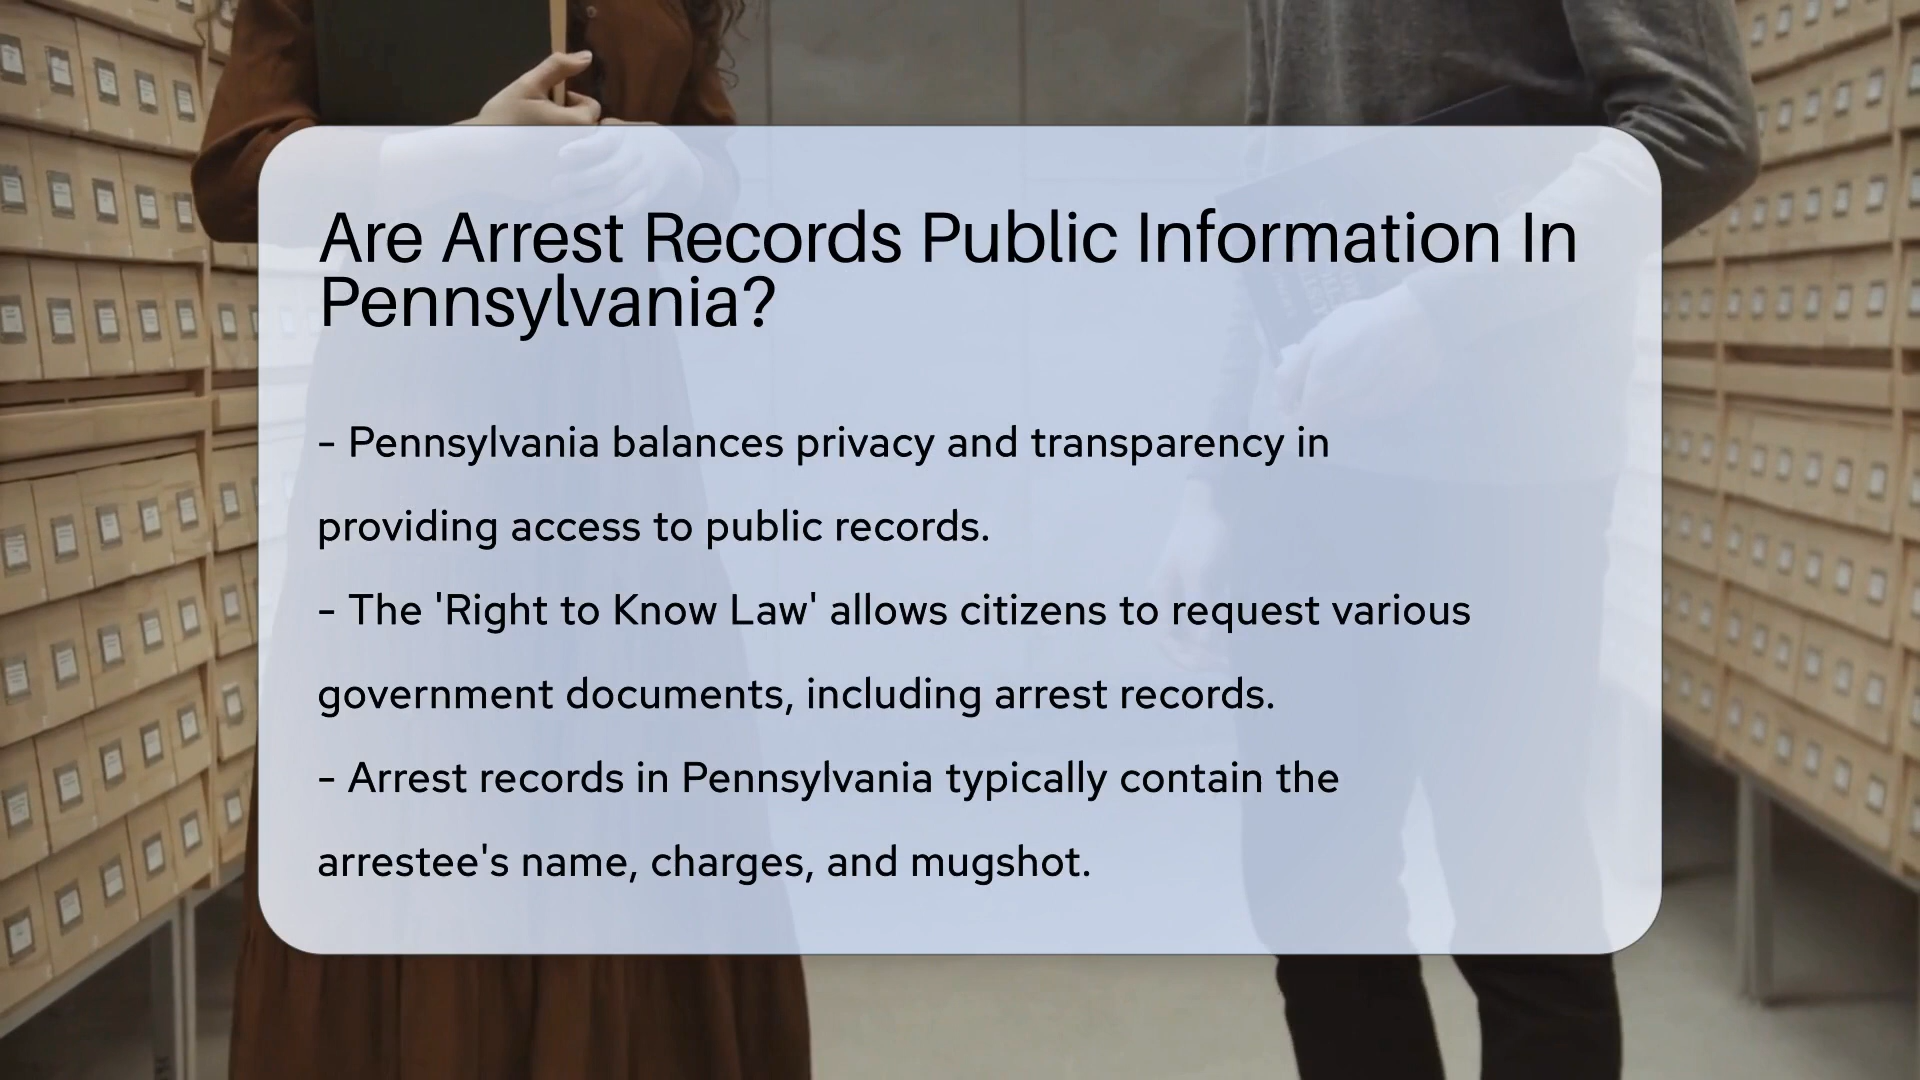 Are Arrest Records Public Information In
Pennsylvania?
- Pennsylvania balances privacy and transparency in
providing access to public records.
- The 'Right to Know Law' allows citizens to request various
government documents, including arrest records.
- Arrest records in Pennsylvania typically contain the
arrestee's name, charges, and mugshot.